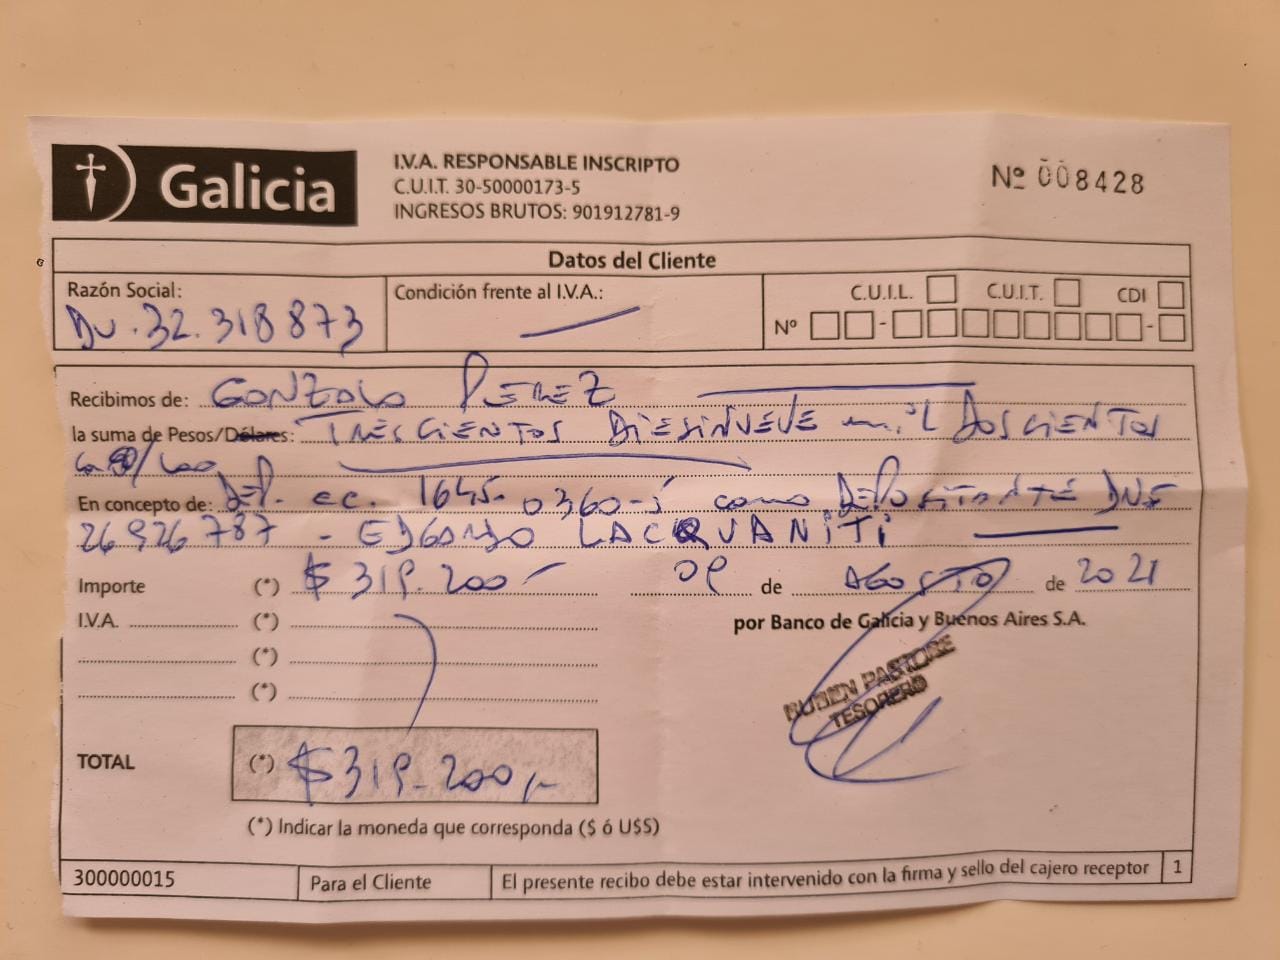 Galicia
I.V.A. RESPONSABLE INSCRIPTO
C.U.I.T. 30-50000173-5
INGRESOS BRUTOS: 901912781-9
Nº 008428
Datos del Cliente
Razón Social:
DU. 32.318873
Condición frente al I.V.A.:
C.U.I.L. C.U.I.T. CDI
Nº
Recibimos de: GONZALO PEREZ
la suma de Pesos/Dólares: TRESCIENTOS DIESINUEVE mil DOSCIENTOS
/100
En concepto de: DEP. cc. 1645- 0360-5 como DEPOSITANTE DNI
26926787 - EDGARDO LACQUANITI
Importe (*) $ 319.200- 09 de AGOSTO de 2021
I.V.A. (*)
por Banco de Galicia y Buenos Aires S.A.
(*)
(*)
RUBEN PASTORE
TESORERO
TOTAL (*) $ 319.200,-
(*) Indicar la moneda que corresponda ($ ó U$S)
300000015 Para el Cliente El presente recibo debe estar intervenido con la firma y sello del cajero receptor 1